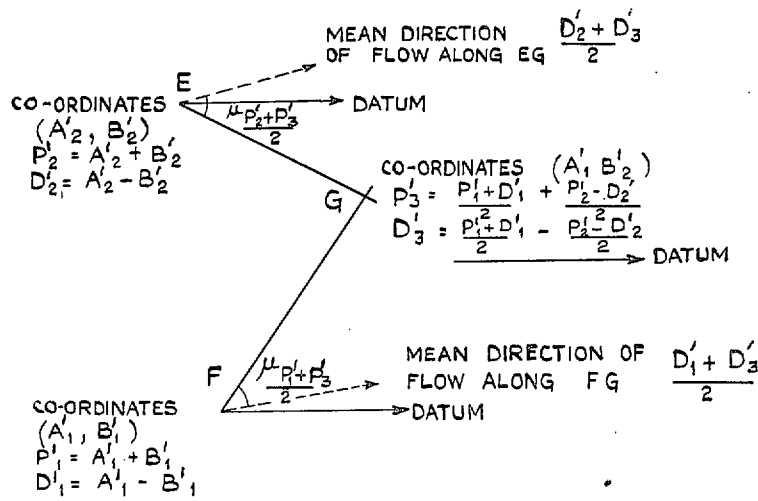 MEAN DIRECTION
OF FLOW ALONG EG (D'₂ + D'₃)/2
E
DATUM
CO-ORDINATES
(A'₂, B'₂)
P'₂ = A'₂ + B'₂
D'₂ = A'₂ - B'₂
μ (P'₂+P'₃)/2
G
CO-ORDINATES (A'₁ B'₂)
P'₃ = (P'₁+D'₁)/2 + (P'₂-D'₂)/2
D'₃ = (P'₁+D'₁)/2 - (P'₂-D'₂)/2
DATUM
F
μ (P'₁+P'₃)/2
MEAN DIRECTION OF
FLOW ALONG FG (D'₁ + D'₃)/2
DATUM
CO-ORDINATES
(A'₁, B'₁)
P'₁ = A'₁ + B'₁
D'₁ = A'₁ - B'₁